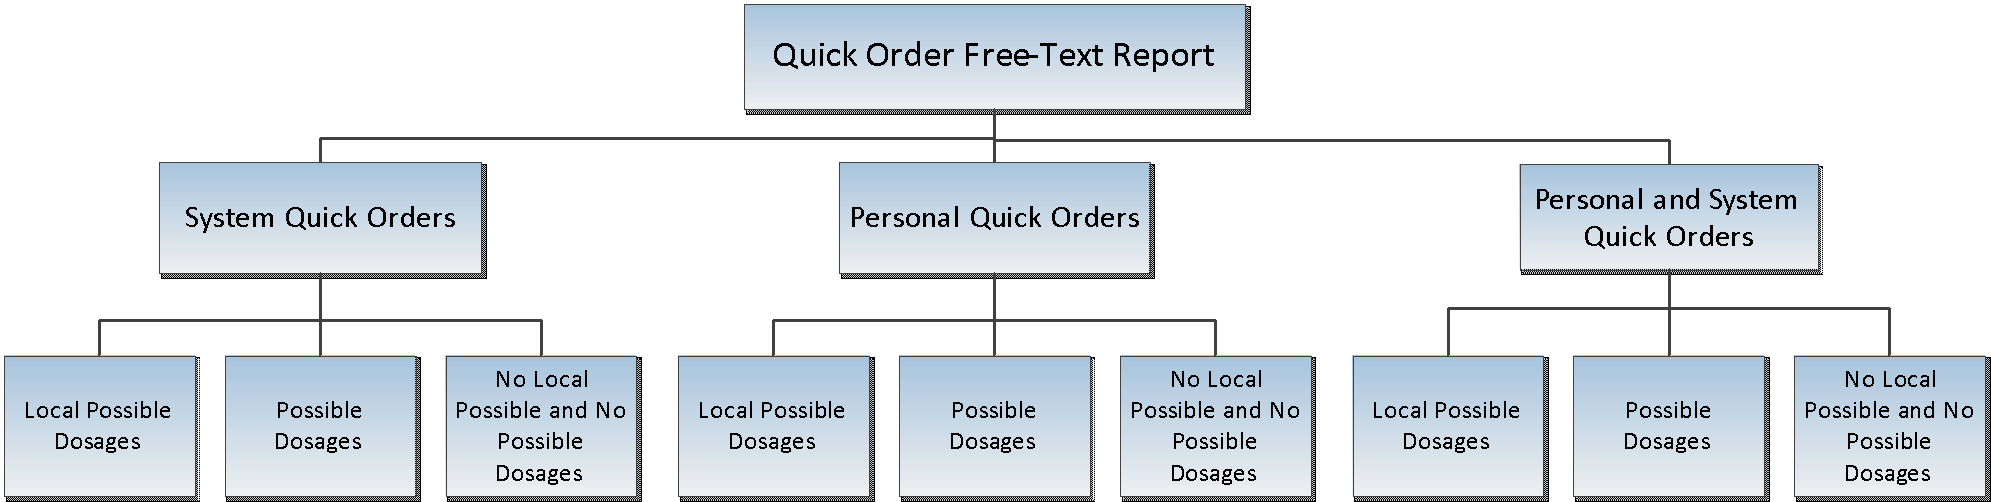 Quick Order Free-Text Report
System Quick Orders
Personal Quick Orders
Personal and System
Quick Orders
Local Possible
Dosages
Possible
Dosages
No Local
Possible and No
Possible
Dosages
Local Possible
Dosages
Possible
Dosages
No Local
Possible and No
Possible
Dosages
Local Possible
Dosages
Possible
Dosages
No Local
Possible and No
Possible
Dosages